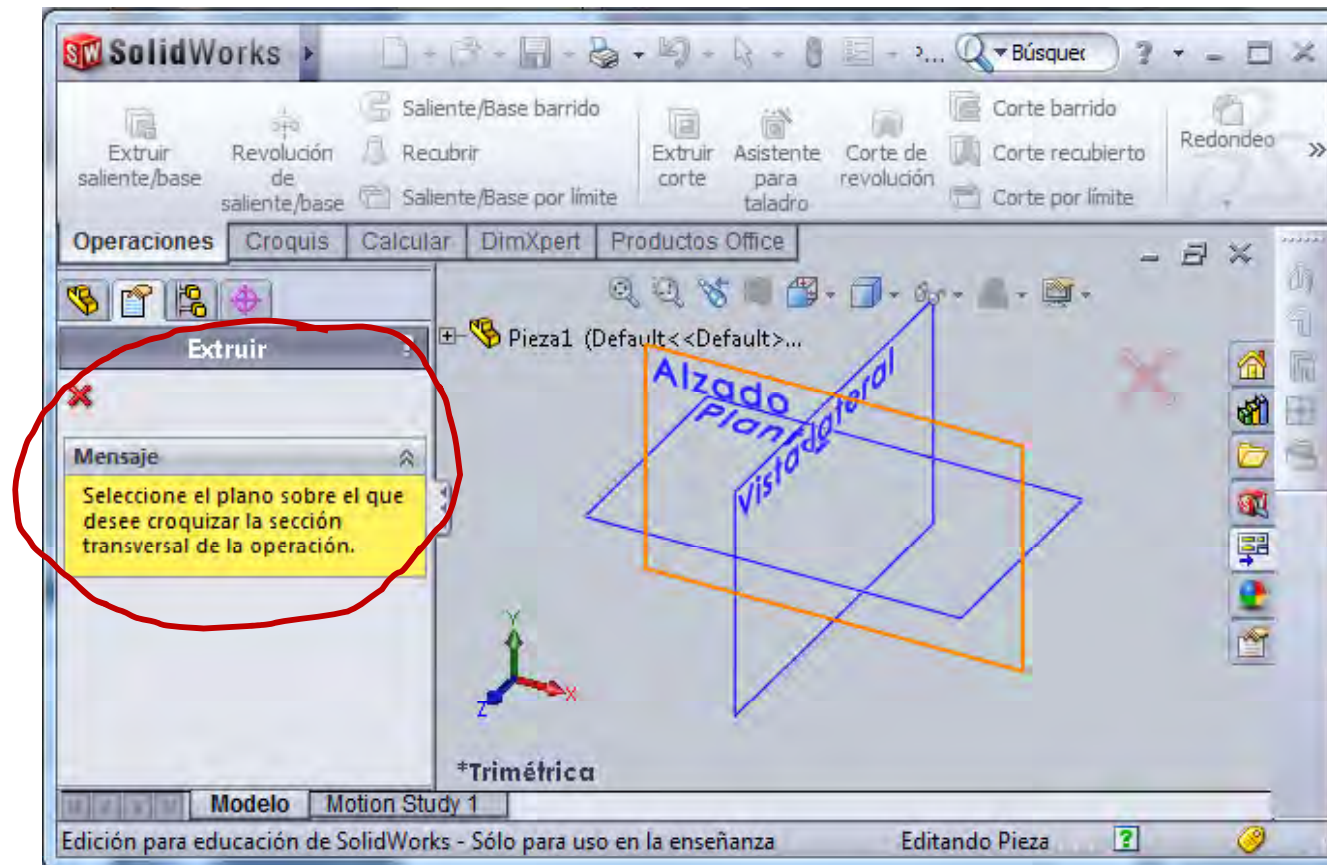 SolidWorks
Búsquec
?
Extruir
saliente/base
Revolución
de
saliente/base
Saliente/Base barrido
Recubrir
Saliente/Base por límite
Extruir
corte
Asistente
para
taladro
Corte de
revolución
Corte barrido
Corte recubierto
Corte por límite
Redondeo
»
Operaciones
Croquis
Calcular
DimXpert
Productos Office
Extruir
?
Pieza1 (Default<<Default>...
Mensaje
Seleccione el plano sobre el que
desee croquizar la sección
transversal de la operación.
Alzado
Vista lateral
Y
X
Z
*Trimétrica
Modelo
Motion Study 1
Edición para educación de SolidWorks - Sólo para uso en la enseñanza
Editando Pieza
?